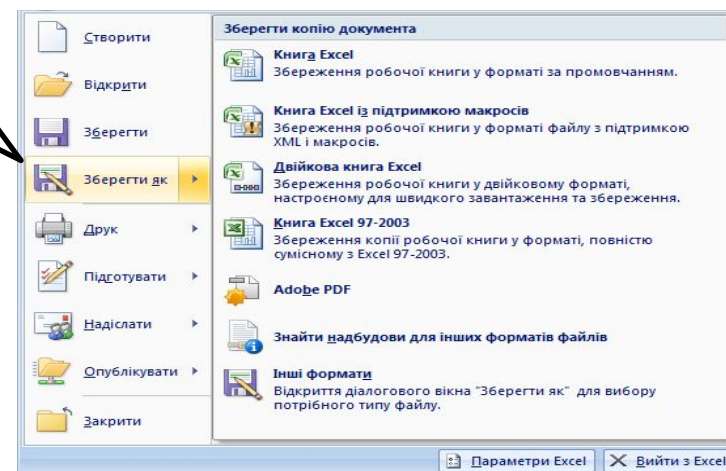 Створити
Відкрити
Зберегти
Зберегти як
Друк
Підготувати
Надіслати
Опублікувати
Закрити
Зберегти копію документа
Книга Excel
Збереження робочої книги у форматі за промовчанням.
Книга Excel із підтримкою макросів
Збереження робочої книги у форматі файлу з підтримкою
XML і макросів.
Двійкова книга Excel
Збереження робочої книги у двійковому форматі,
настроєному для швидкого завантаження та збереження.
Книга Excel 97-2003
Збереження копії робочої книги у форматі, повністю
сумісному з Excel 97-2003.
Adobe PDF
Знайти надбудови для інших форматів файлів
Інші формати
Відкриття діалогового вікна "Зберегти як" для вибору
потрібного типу файлу.
Параметри Excel
Вийти з Excel